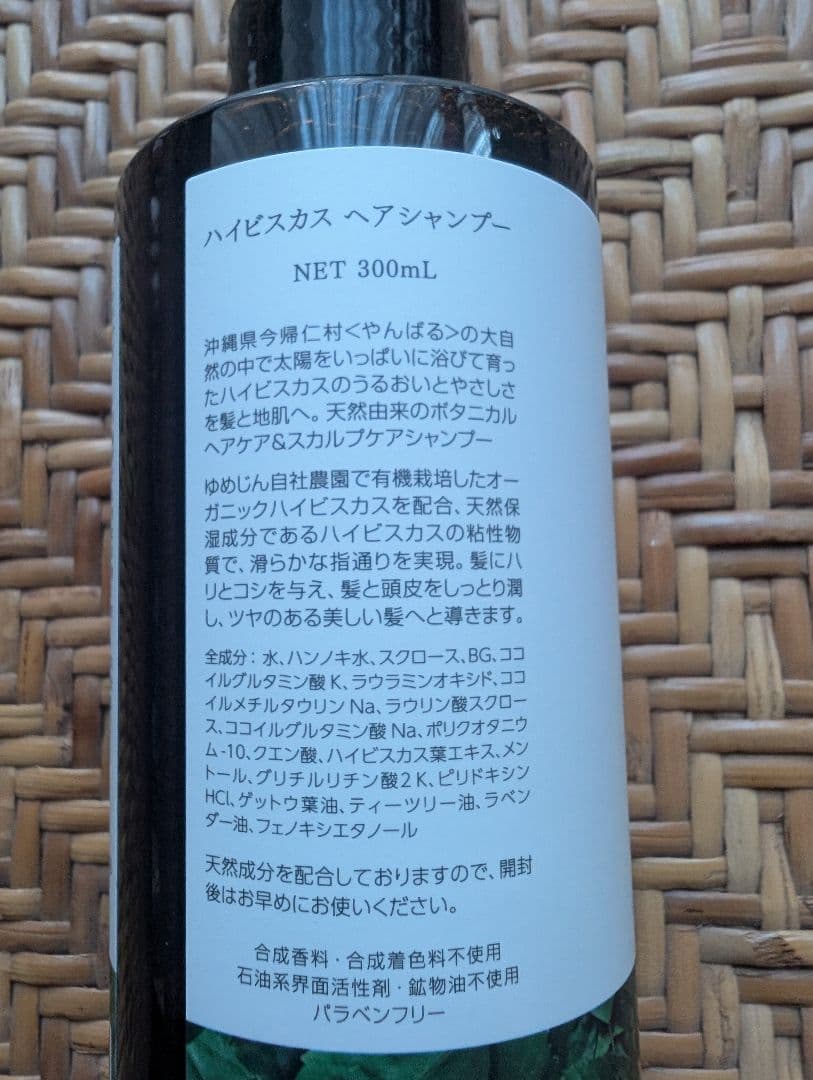 ハイビスカス ヘアシャンプー
NET 300mL
沖縄県今帰仁村<やんばる>の大自
然の中で太陽をいっぱいに浴びて育っ
たハイビスカスのうるおいとやさしさ
を髪と地肌へ。天然由来のボタニカル
ヘアケア&スカルプケアシャンプー
ゆめじん自社農園で有機栽培したオー
ガニックハイビスカスを配合、天然保
湿成分であるハイビスカスの粘性物
質で、滑らかな指通りを実現。髪にハ
リとコシを与え、髪と頭皮をしっとり潤
し、ツヤのある美しい髪へと導きます。
全成分：水、ハンノキ水、スクロース、BG、ココ
イルグルタミン酸K、ラウラミンオキシド、ココ
イルメチルタウリンNa、ラウリン酸スクロー
ス、ココイルグルタミン酸Na、ポリクオタニウ
ム-10、クエン酸、ハイビスカス葉エキス、メン
トール、グリチルリチン酸2K、ピリドキシン
HCl、ゲットウ葉油、ティーツリー油、ラベン
ダー油、フェノキシエタノール
天然成分を配合しておりますので、開封
後はお早めにお使いください。
合成香料・合成着色料不使用
石油系界面活性剤・鉱物油不使用
パラベンフリー